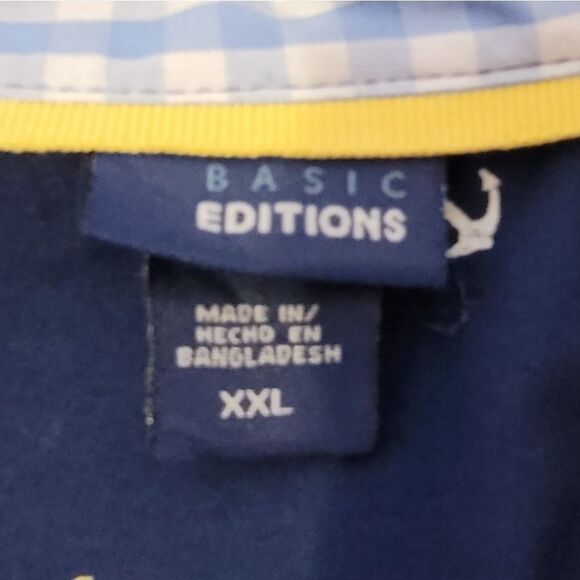 BASIC
EDITIONS
MADE IN/
HECHO EN
BANGLADESH
XXL